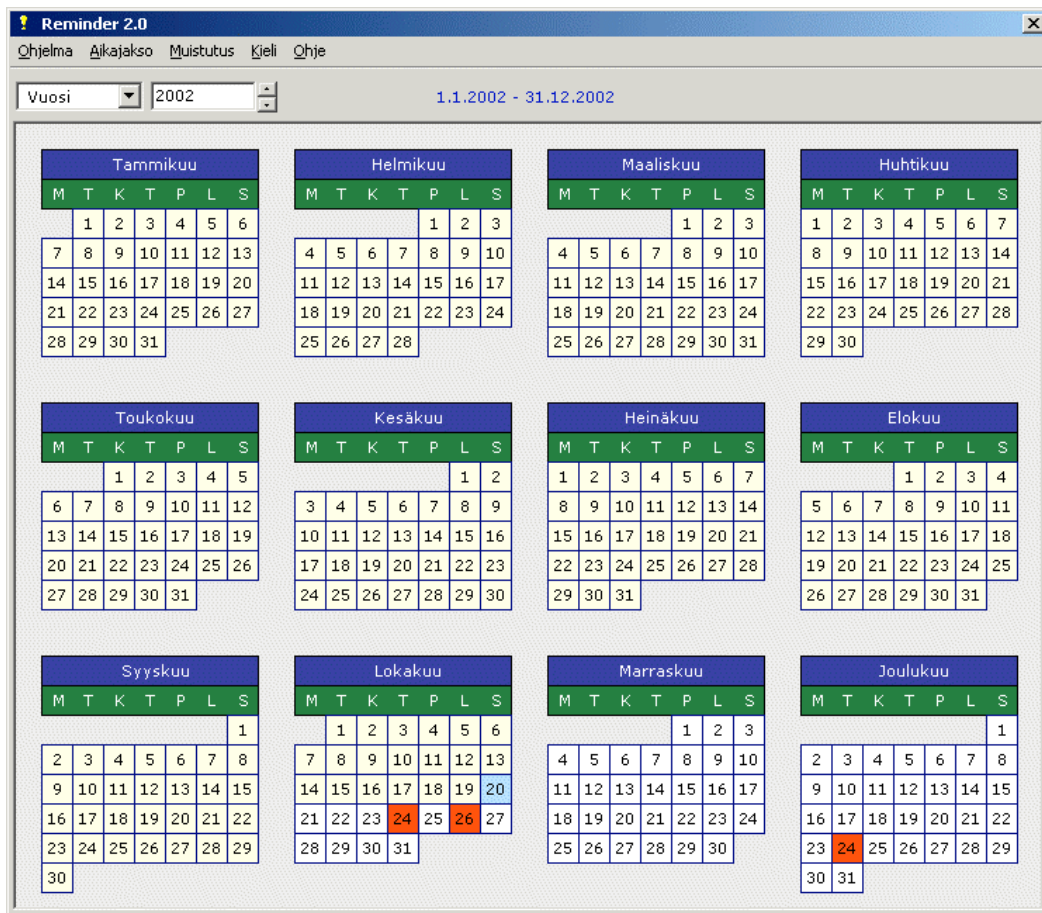 Reminder 2.0
Ohjelma Aikajakso Muistutus Kieli Ohje
Vuosi 2002 1.1.2002 - 31.12.2002
Tammikuu Helmikuu Maaliskuu Huhtikuu
M T K T P L S M T K T P L S M T K T P L S M T K T P L S
1 2 3 4 5 6 1 2 3 1 2 3 1 2 3 4 5 6 7
7 8 9 10 11 12 13 4 5 6 7 8 9 10 4 5 6 7 8 9 10 8 9 10 11 12 13 14
14 15 16 17 18 19 20 11 12 13 14 15 16 17 11 12 13 14 15 16 17 15 16 17 18 19 20 21
21 22 23 24 25 26 27 18 19 20 21 22 23 24 18 19 20 21 22 23 24 22 23 24 25 26 27 28
28 29 30 31 25 26 27 28 25 26 27 28 29 30 31 29 30
Toukokuu Kesäkuu Heinäkuu Elokuu
M T K T P L S M T K T P L S M T K T P L S M T K T P L S
1 2 3 4 5 1 2 1 2 3 4 5 6 7 1 2 3 4
6 7 8 9 10 11 12 3 4 5 6 7 8 9 8 9 10 11 12 13 14 5 6 7 8 9 10 11
13 14 15 16 17 18 19 10 11 12 13 14 15 16 15 16 17 18 19 20 21 12 13 14 15 16 17 18
20 21 22 23 24 25 26 17 18 19 20 21 22 23 22 23 24 25 26 27 28 19 20 21 22 23 24 25
27 28 29 30 31 24 25 26 27 28 29 30 29 30 31 26 27 28 29 30 31
Syyskuu Lokakuu Marraskuu Joulukuu
M T K T P L S M T K T P L S M T K T P L S M T K T P L S
1 1 2 3 4 5 6 1 2 3 1
2 3 4 5 6 7 8 7 8 9 10 11 12 13 4 5 6 7 8 9 10 2 3 4 5 6 7 8
9 10 11 12 13 14 15 14 15 16 17 18 19 20 11 12 13 14 15 16 17 9 10 11 12 13 14 15
16 17 18 19 20 21 22 21 22 23 24 25 26 27 18 19 20 21 22 23 24 16 17 18 19 20 21 22
23 24 25 26 27 28 29 28 29 30 31 25 26 27 28 29 30 23 24 25 26 27 28 29
30 30 31